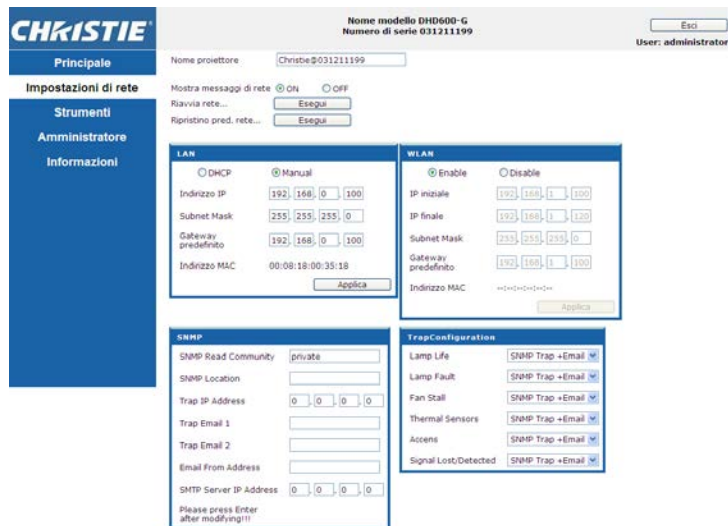 CHRISTIE
Nome modello DHD600-G
Numero di serie 031211199
Esci
User: administrator
Principale
Impostazioni di rete
Strumenti
Amministratore
Informazioni
Nome proiettore Christie@031211199
Mostra messaggi di rete ON OFF
Riavvia rete... Esegui
Ripristino pred. rete... Esegui
LAN
DHCP Manual
Indirizzo IP 192. 168. 0 . 100
Subnet Mask 255. 255. 255. 0
Gateway
predefinito 192. 168. 0 . 100
Indirizzo MAC 00:08:18:00:35:18
Applica
WLAN
Enable Disable
IP iniziale 192. 168. 1 . 100
IP finale 192. 168. 1 . 120
Subnet Mask 255. 255. 255. 0
Gateway
predefinito 192. 168. 1 . 100
Indirizzo MAC --:--:--:--:--:--
Applica
SNMP
SNMP Read Community private
SNMP Location
Trap IP Address 0 . 0 . 0 . 0
Trap Email 1
Trap Email 2
Email From Address
SMTP Server IP Address 0 . 0 . 0 . 0
Please press Enter
after modifying!!!
TrapConfiguration
Lamp Life SNMP Trap +Email
Lamp Fault SNMP Trap +Email
Fan Stall SNMP Trap +Email
Thermal Sensors SNMP Trap +Email
Accens SNMP Trap +Email
Signal Lost/Detected SNMP Trap +Email